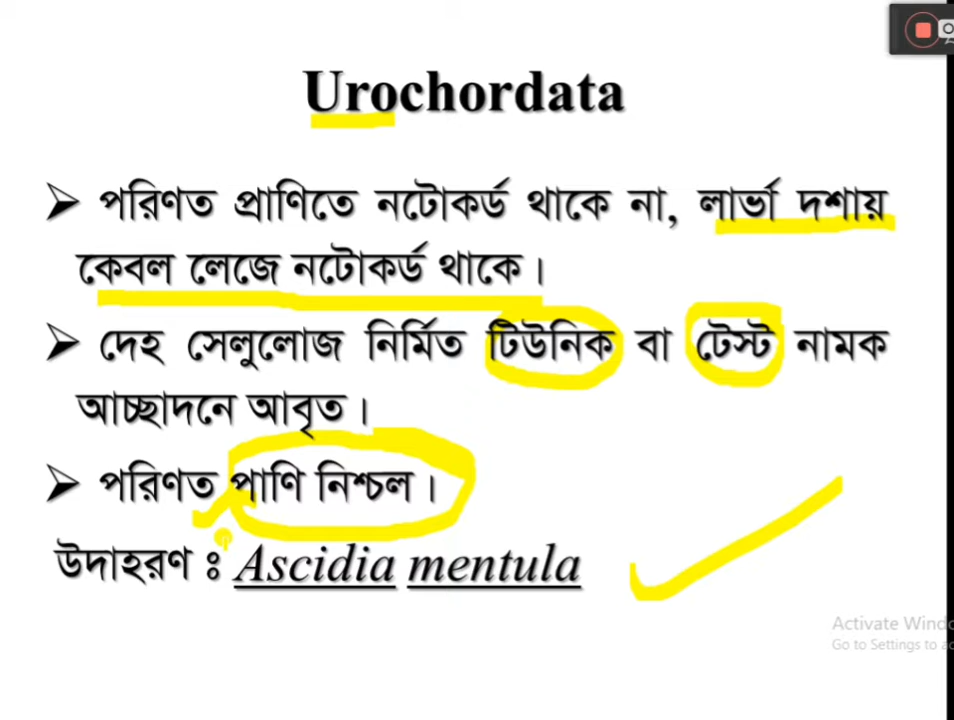 Urochordata
➢ পরিণত প্রাণিতে নটোকর্ড থাকে না, লার্ভা দশায়
কেবল লেজে নটোকর্ড থাকে।
➢ দেহ সেলুলোজ নির্মিত টিউনিক বা টেস্ট নামক
আচ্ছাদনে আবৃত।
➢ পরিণত পাণি নিশ্চল।
উদাহরণ ঃ Ascidia mentula
Activate
Go to Settings to